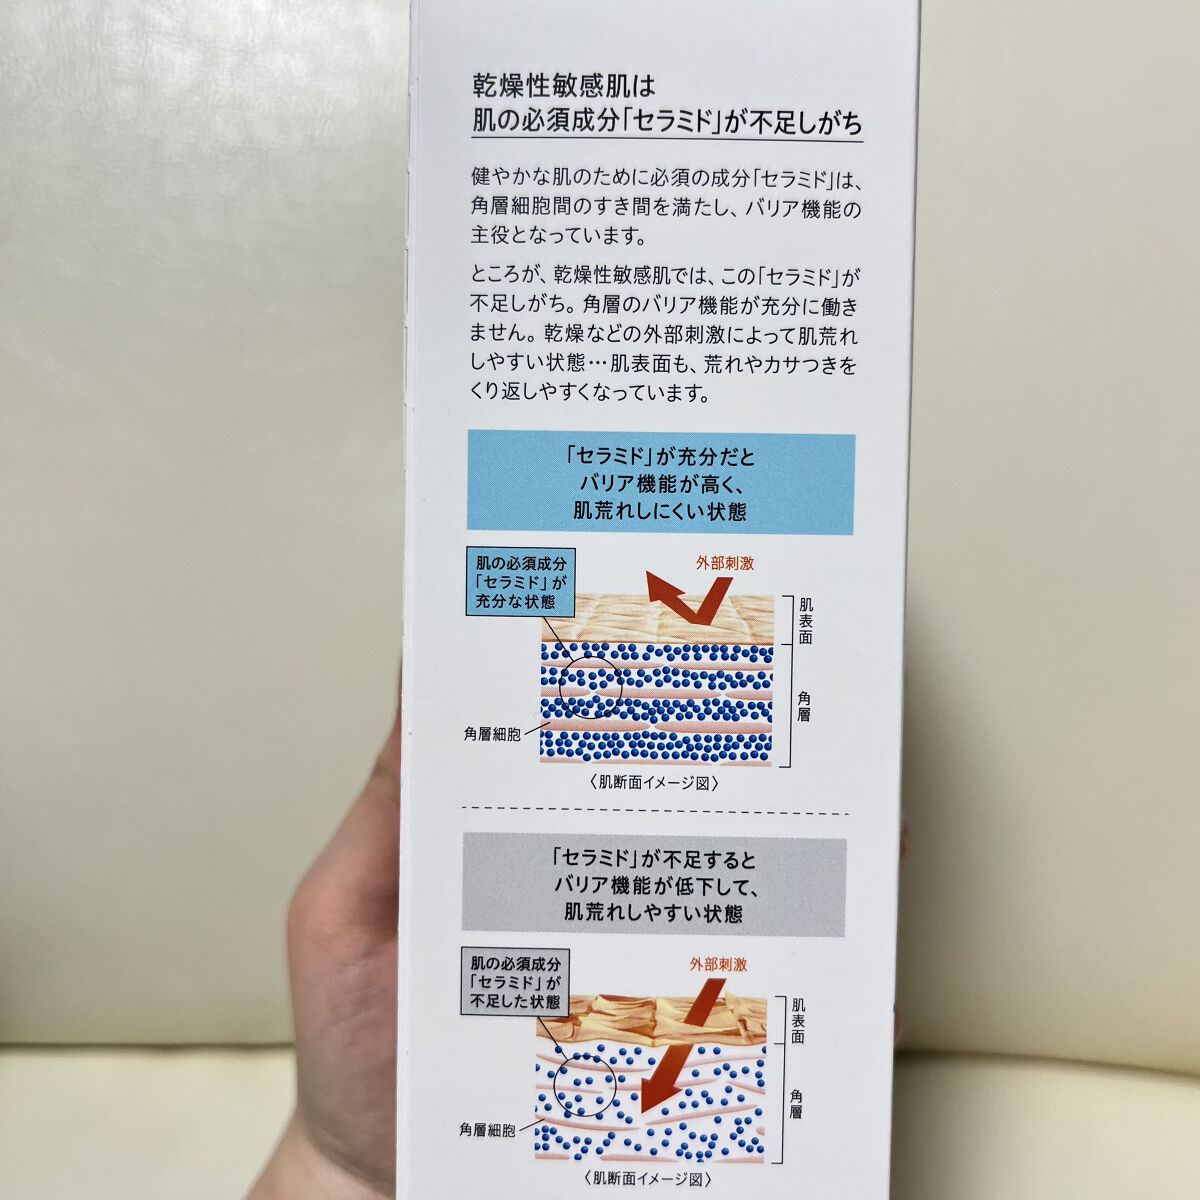 乾燥性敏感肌は
肌の必須成分「セラミド」が不足しがち
健やかな肌のために必須の成分「セラミド」は、
角層細胞間のすき間を満たし、バリア機能の
主役となっています。
ところが、乾燥性敏感肌では、この「セラミド」が
不足しがち。角層のバリア機能が充分に働き
ません。乾燥などの外部刺激によって肌荒れ
しやすい状態…肌表面も、荒れやカサつきを
くり返しやすくなっています。
「セラミド」が充分だと
バリア機能が高く、
肌荒れしにくい状態
肌の必須成分
「セラミド」が
充分な状態
外部刺激
肌表面
角層
角層細胞
〈肌断面イメージ図〉
「セラミド」が不足すると
バリア機能が低下して、
肌荒れしやすい状態
肌の必須成分
「セラミド」が
不足した状態
外部刺激
肌表面
角層
角層細胞
〈肌断面イメージ図〉